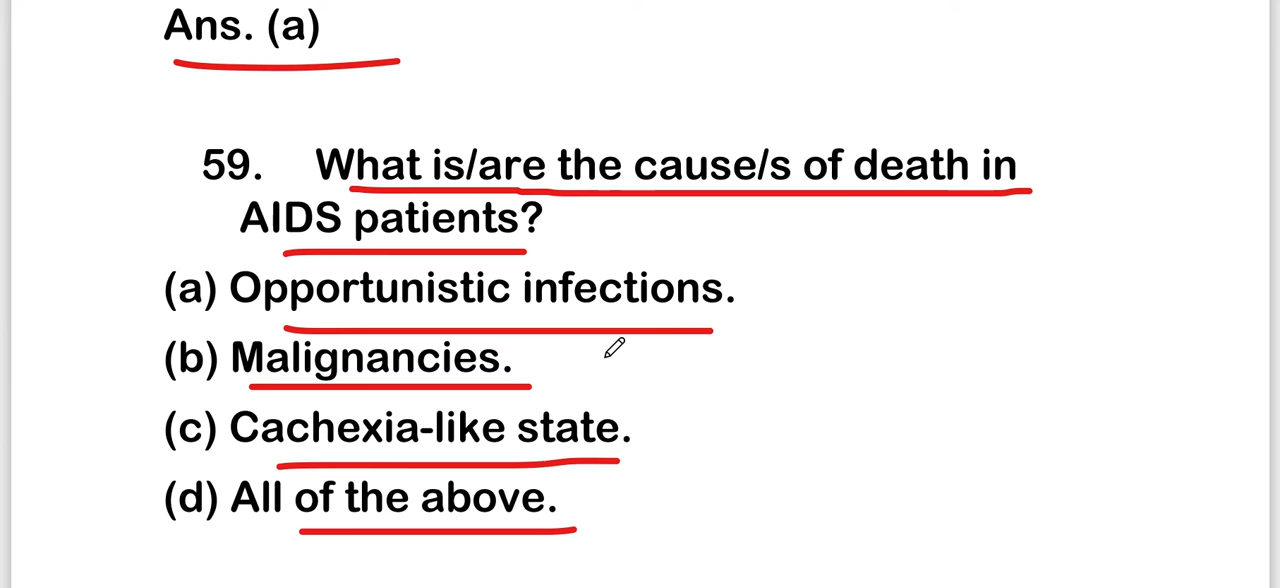 Ans. (a)
59. What is/are the cause/s of death in
AIDS patients?
(a) Opportunistic infections.
(b) Malignancies.
(c) Cachexia-like state.
(d) All of the above.